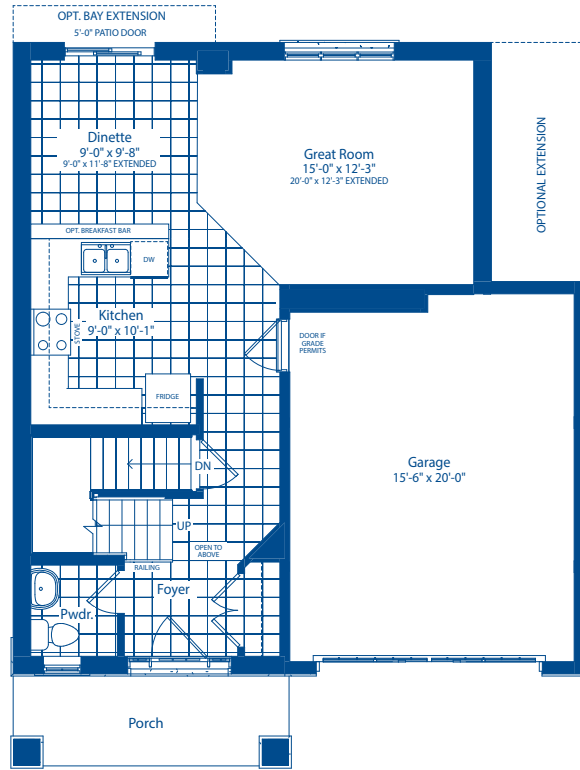 OPT. BAY EXTENSION
5'-0" PATIO DOOR
Dinette
9'-0" x 9'-8"
9'-0" x 11'-8" EXTENDED
Great Room
15'-0" x 12'-3"
20'-0" x 12'-3" EXTENDED
OPTIONAL EXTENSION
OPT. BREAKFAST BAR
DW
Kitchen
9'-0" x 10'-1"
STOVE
DOOR IF
GRADE
PERMITS
FRIDGE
Garage
15'-6" x 20'-0"
DN
UP
OPEN TO
ABOVE
RAILING
Foyer
Pwdr.
Porch